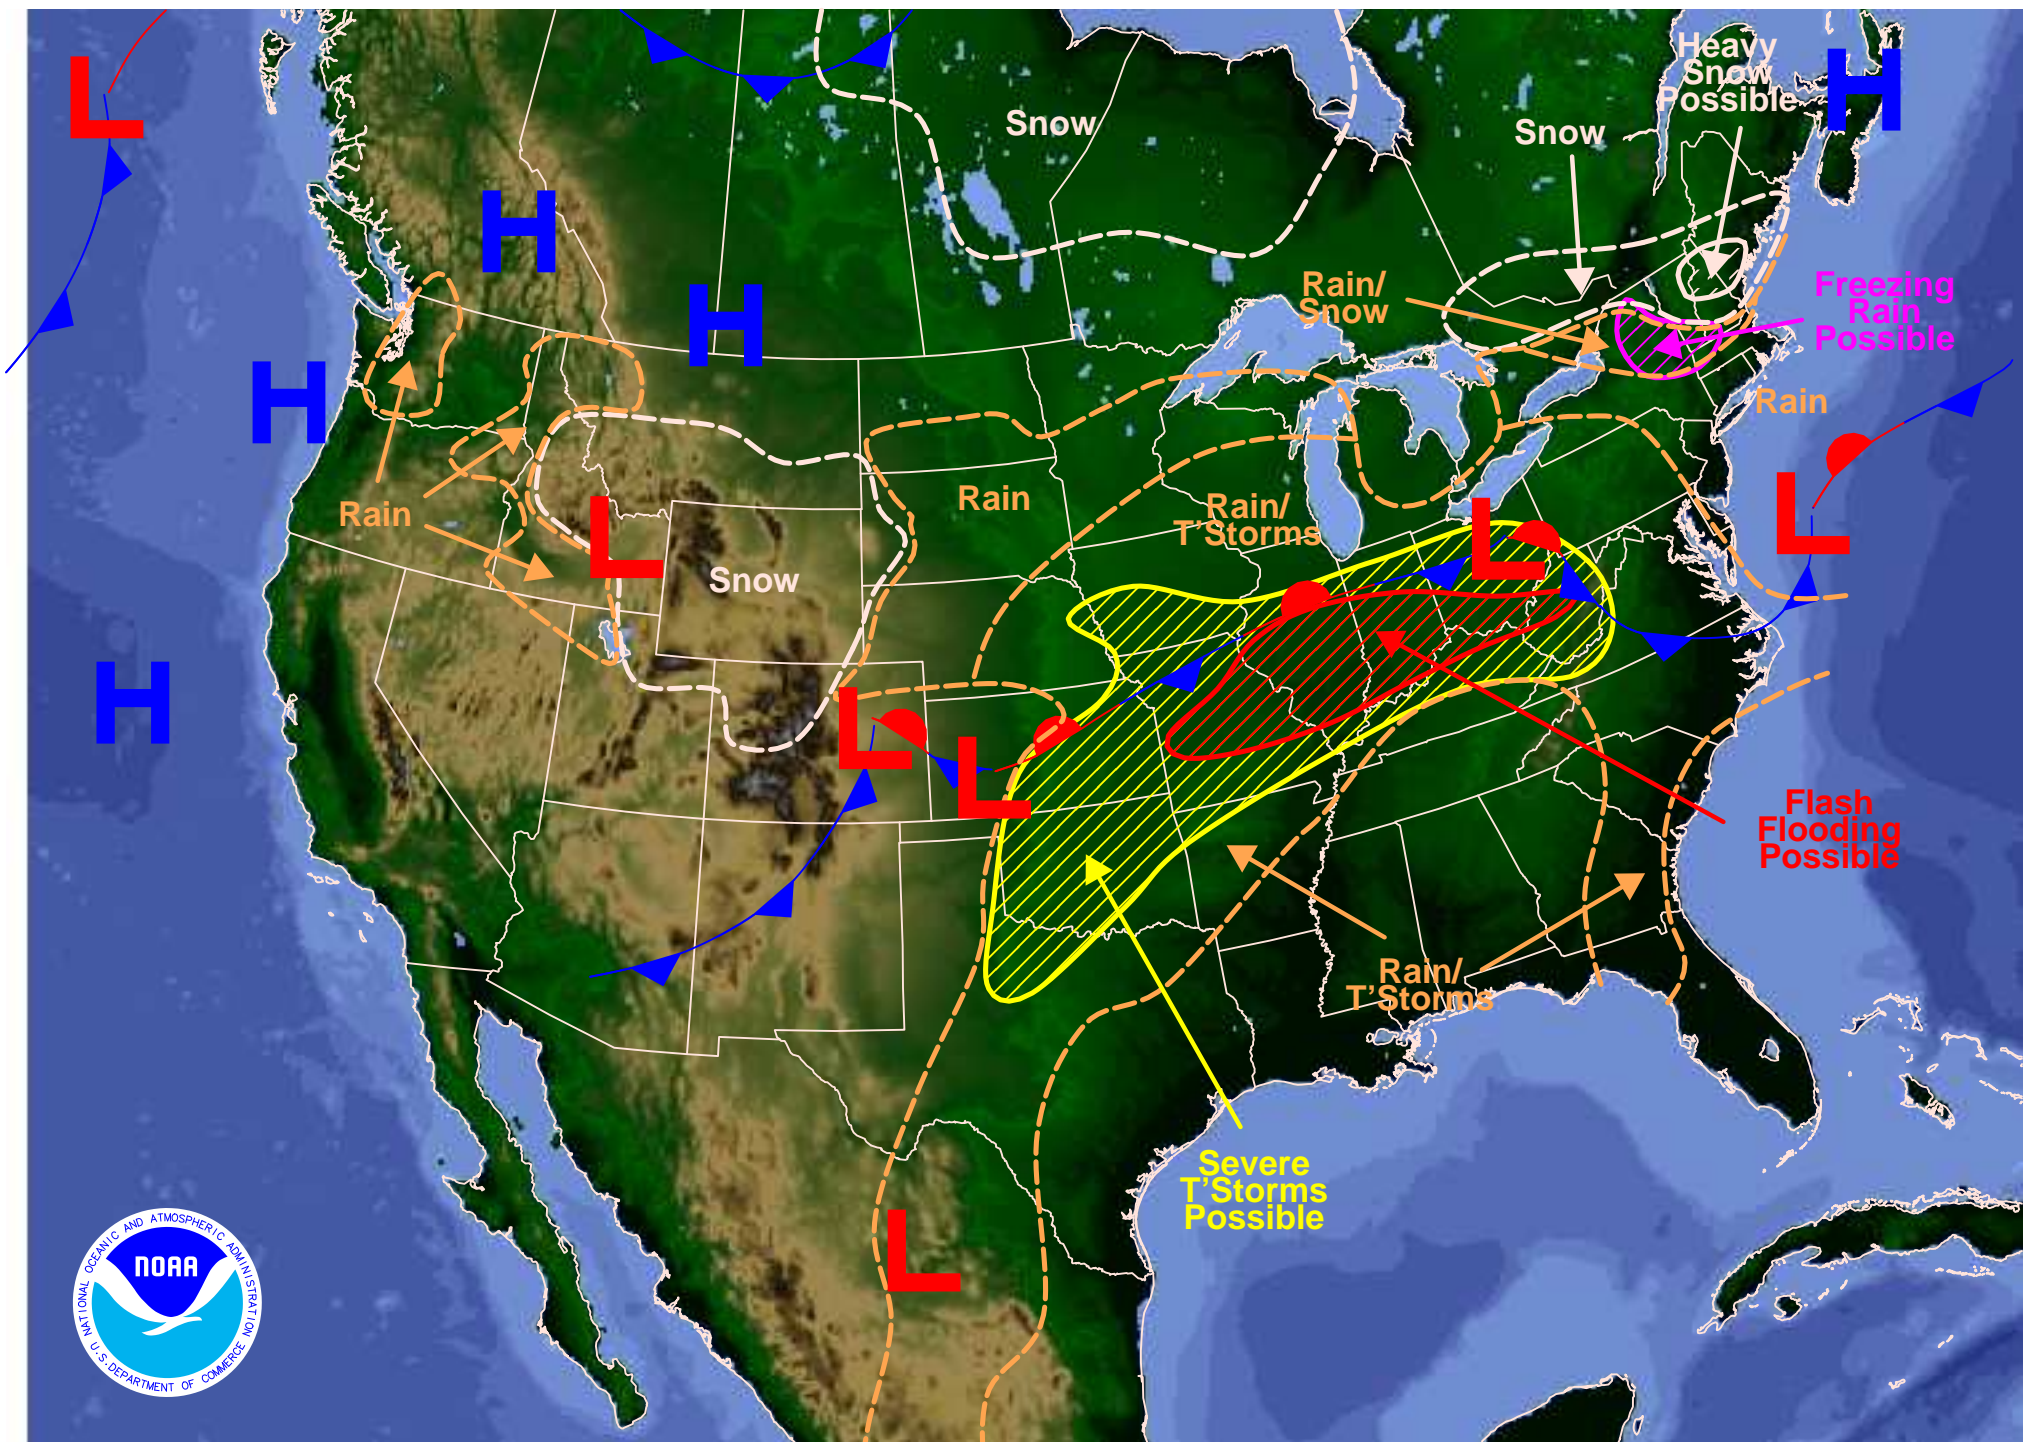 Heavy
Snow
Possible
H
L
Snow
Snow
H
Rain/
Snow
Freezing
Rain
Possible
H
H
Rain
Rain
Rain
Rain/
T'Storms
L
L
L
Snow
H
L
L
Flash
Flooding
Possible
Rain/
T'Storms
Severe
T'Storms
Possible
L
NATIONAL OCEANIC AND ATMOSPHERIC ADMINISTRATION
NOAA
U.S. DEPARTMENT OF COMMERCE